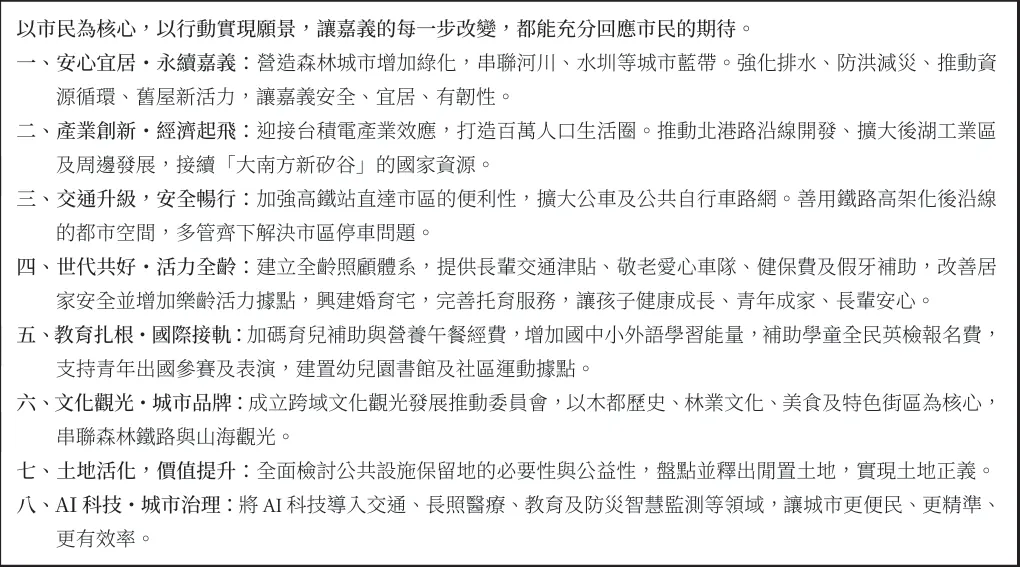 以市民為核心，以行動實現願景，讓嘉義的每一步改變，都能充分回應市民的期待。
一、安心宜居・永續嘉義：營造森林城市增加綠化，串聯河川、水圳等城市藍帶。強化排水、防洪減災、推動資
源循環、舊屋新活力，讓嘉義安全、宜居、有韌性。
二、產業創新・經濟起飛：迎接台積電產業效應，打造百萬人口生活圈。推動北港路沿線開發、擴大後湖工業區
及周邊發展，接續「大南方新矽谷」的國家資源。
三、交通升級，安全暢行：加強高鐵站直達市區的便利性，擴大公車及公共自行車路網。善用鐵路高架化後沿線
的都市空間，多管齊下解決市區停車問題。
四、世代共好・活力全齡：建立全齡照顧體系，提供長輩交通津貼、敬老愛心車隊、健保費及假牙補助，改善居
家安全並增加樂齡活力據點，興建婚育宅，完善托育服務，讓孩子健康成長、青年成家、長輩安心。
五、教育扎根・國際接軌：加碼育兒補助與營養午餐經費，增加國中小外語學習能量，補助學童全民英檢報名費，
支持青年出國參賽及表演，建置幼兒園書館及社區運動據點。
六、文化觀光・城市品牌：成立跨域文化觀光發展推動委員會，以木都歷史、林業文化、美食及特色街區為核心，
串聯森林鐵路與山海觀光。
七、土地活化，價值提升：全面檢討公共設施保留地的必要性與公益性，盤點並釋出閒置土地，實現土地正義。
八、AI 科技・城市治理：將 AI 科技導入交通、長照醫療、教育及防災智慧監測等領域，讓城市更便民、更精準、
更有效率。